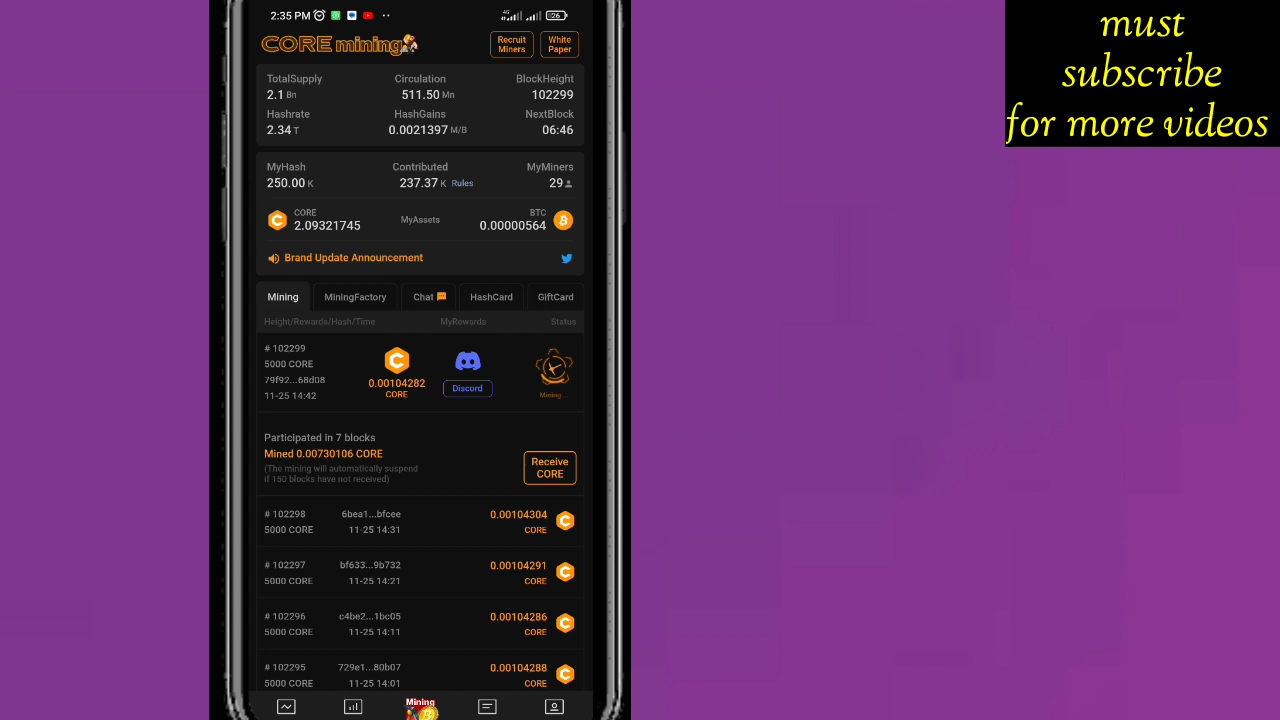 must
subscribe
for more videos
2:35 PM
4G 26
CORE mining
Recruit Miners
White Paper
TotalSupply Circulation BlockHeight
2.1 Bn 511.50 Mn 102299
Hashrate HashGains NextBlock
2.34 T 0.0021397 M/B 06:46
MyHash Contributed MyMiners
250.00 K 237.37 K Rules 29
CORE MyAssets BTC
2.09321745 0.00000564
Brand Update Announcement
Mining MiningFactory Chat HashCard GiftCard
Height/Rewards/Hash/Time MyRewards Status
# 102299
5000 CORE
79f92...68d08
11-25 14:42
0.00104282
CORE
Discord
Mining...
Participated in 7 blocks
Mined 0.00730106 CORE
(The mining will automatically suspend
if 150 blocks have not received)
Receive
CORE
# 102298 6bea1...bfcee 0.00104304
5000 CORE 11-25 14:31 CORE
# 102297 bf633...9b732 0.00104291
5000 CORE 11-25 14:21 CORE
# 102296 c4be2...1bc05 0.00104286
5000 CORE 11-25 14:11 CORE
# 102295 729e1...80b07 0.00104288
5000 CORE 11-25 14:01 CORE
Mining